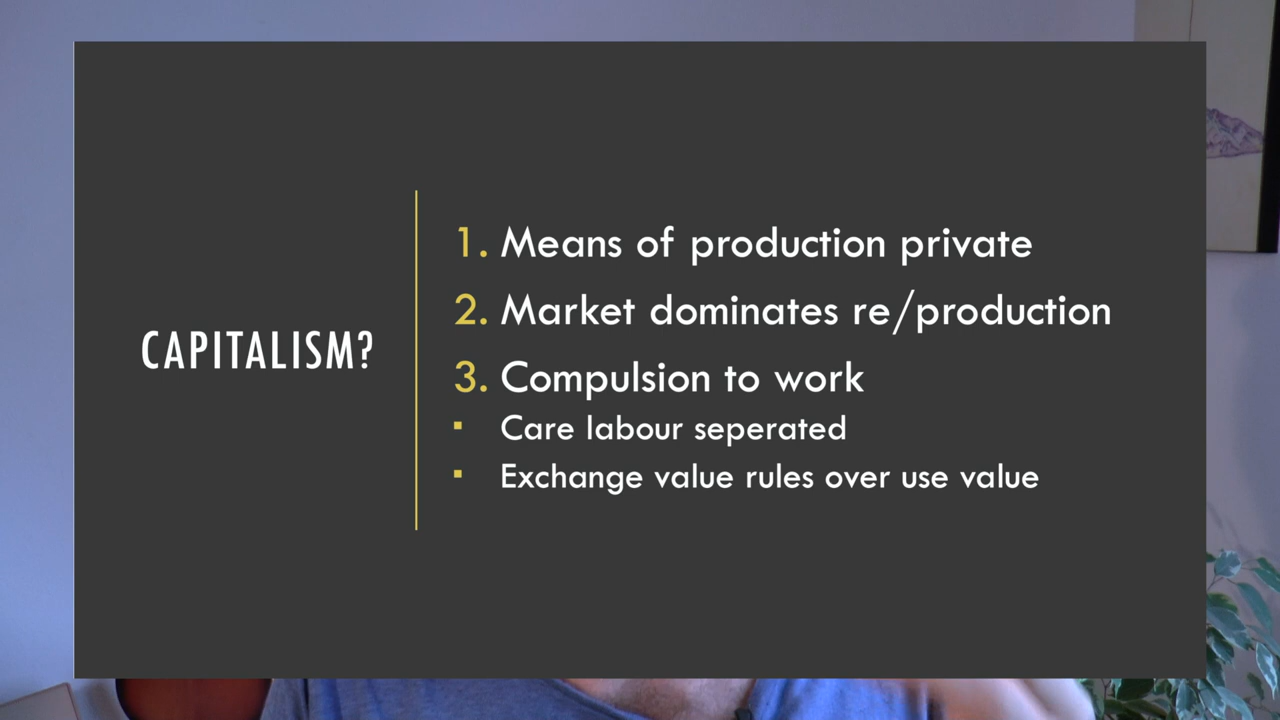 CAPITALISM?
1. Means of production private
2. Market dominates re/production
3. Compulsion to work
▪ Care labour seperated
▪ Exchange value rules over use value